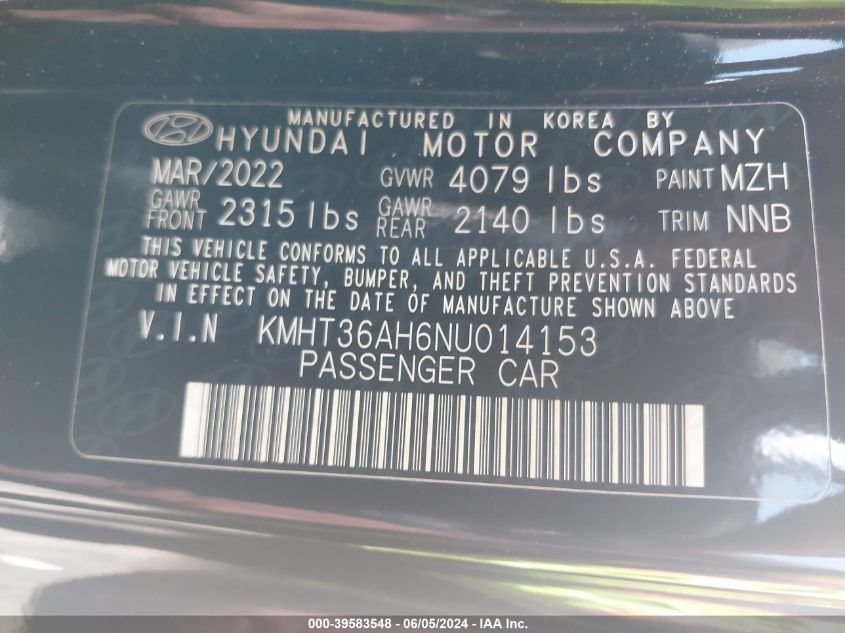 MANUFACTURED IN KOREA BY
HYUNDAI MOTOR COMPANY
MAR/2022 GVWR 4079 lbs PAINT MZH
GAWR FRONT 2315 lbs GAWR REAR 2140 lbs TRIM NNB
THIS VEHICLE CONFORMS TO ALL APPLICABLE U.S.A. FEDERAL
MOTOR VEHICLE SAFETY, BUMPER, AND THEFT PREVENTION STANDARDS
IN EFFECT ON THE DATE OF MANUFACTURE SHOWN ABOVE
V.I.N KMHT36AH6NU014153
PASSENGER CAR
000-39583548 - 06/05/2024 - IAA Inc.